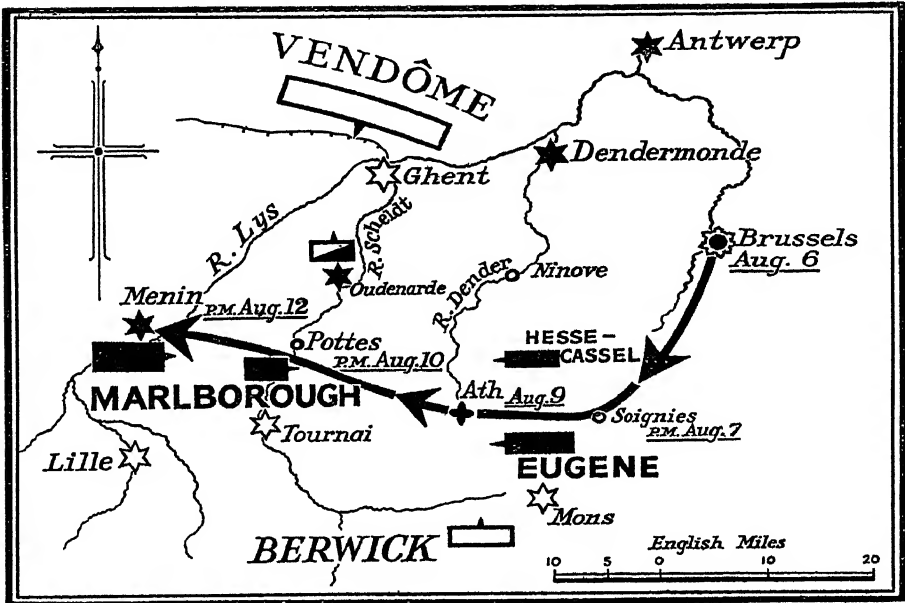 VENDÔME
Antwerp
Dendermonde
Ghent
R. Lys
R. Scheldt
Brussels
Aug. 6
Oudenarde
R. Dender
Ninove
Menin
P.M. Aug. 12
Pottes
P.M. Aug. 10
HESSE-
CASSEL
MARLBOROUGH
Ath Aug. 9
Soignies
P.M. Aug. 7
Tournai
Lille
EUGENE
Mons
BERWICK
English Miles
10 0 10 20